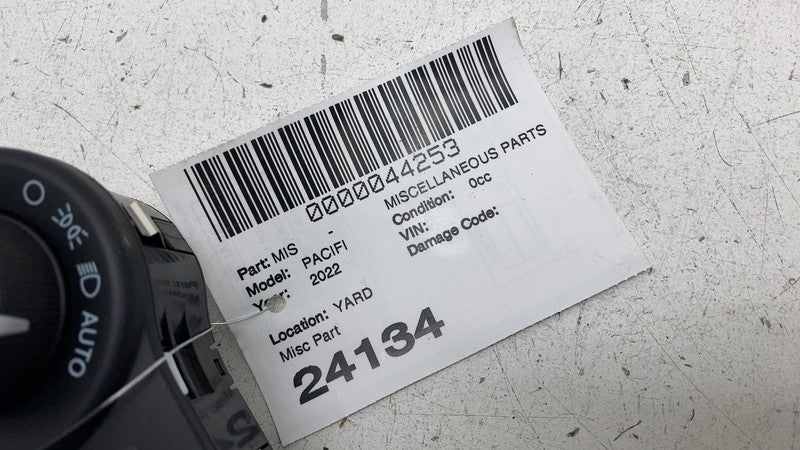 0000044253
MISCELLANEOUS PARTS
Part: MIS -
Condition: 0cc
Model: PACIFI
VIN:
Year: 2022
Damage Code:
Location: YARD
Misc Part
24134
AUTO